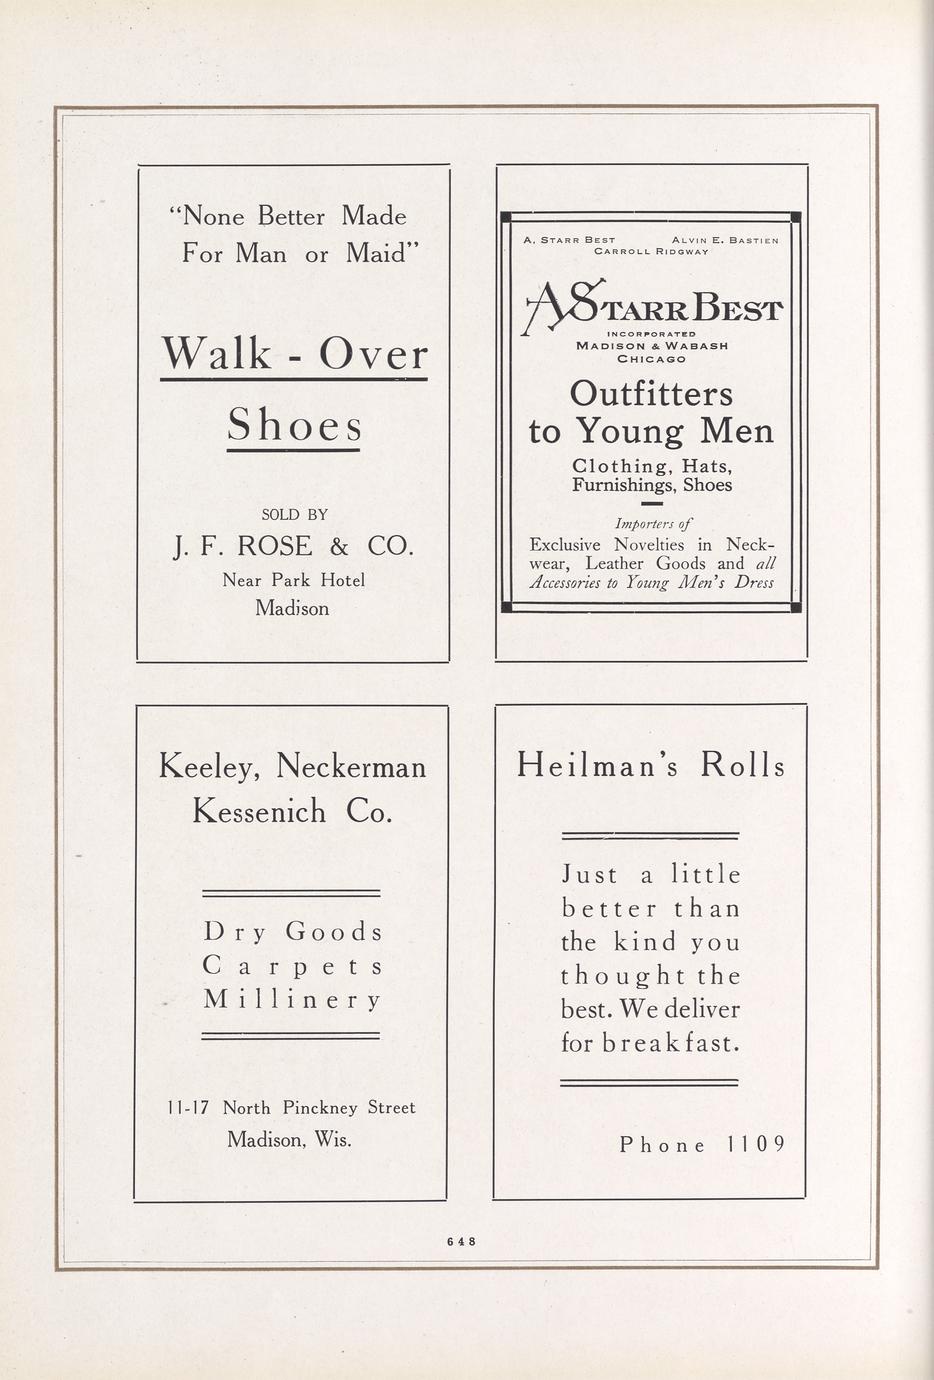 “None Better Made
For Man or Maid”
Walk - Over
Shoes
SOLD BY
J. F. ROSE & CO.
Near Park Hotel
Madison
A. STARR BEST ALVIN E. BASTIEN
CARROLL RIDGWAY
A STARR BEST
INCORPORATED
MADISON & WABASH
CHICAGO
Outfitters
to Young Men
Clothing, Hats,
Furnishings, Shoes
Importers of
Exclusive Novelties in Neck-
wear, Leather Goods and all
Accessories to Young Men's Dress
Keeley, Neckerman
Kessenich Co.
Dry Goods
Carpets
Millinery
11-17 North Pinckney Street
Madison, Wis.
Heilman's Rolls
Just a little
better than
the kind you
thought the
best. We deliver
for breakfast.
Phone 1109
648